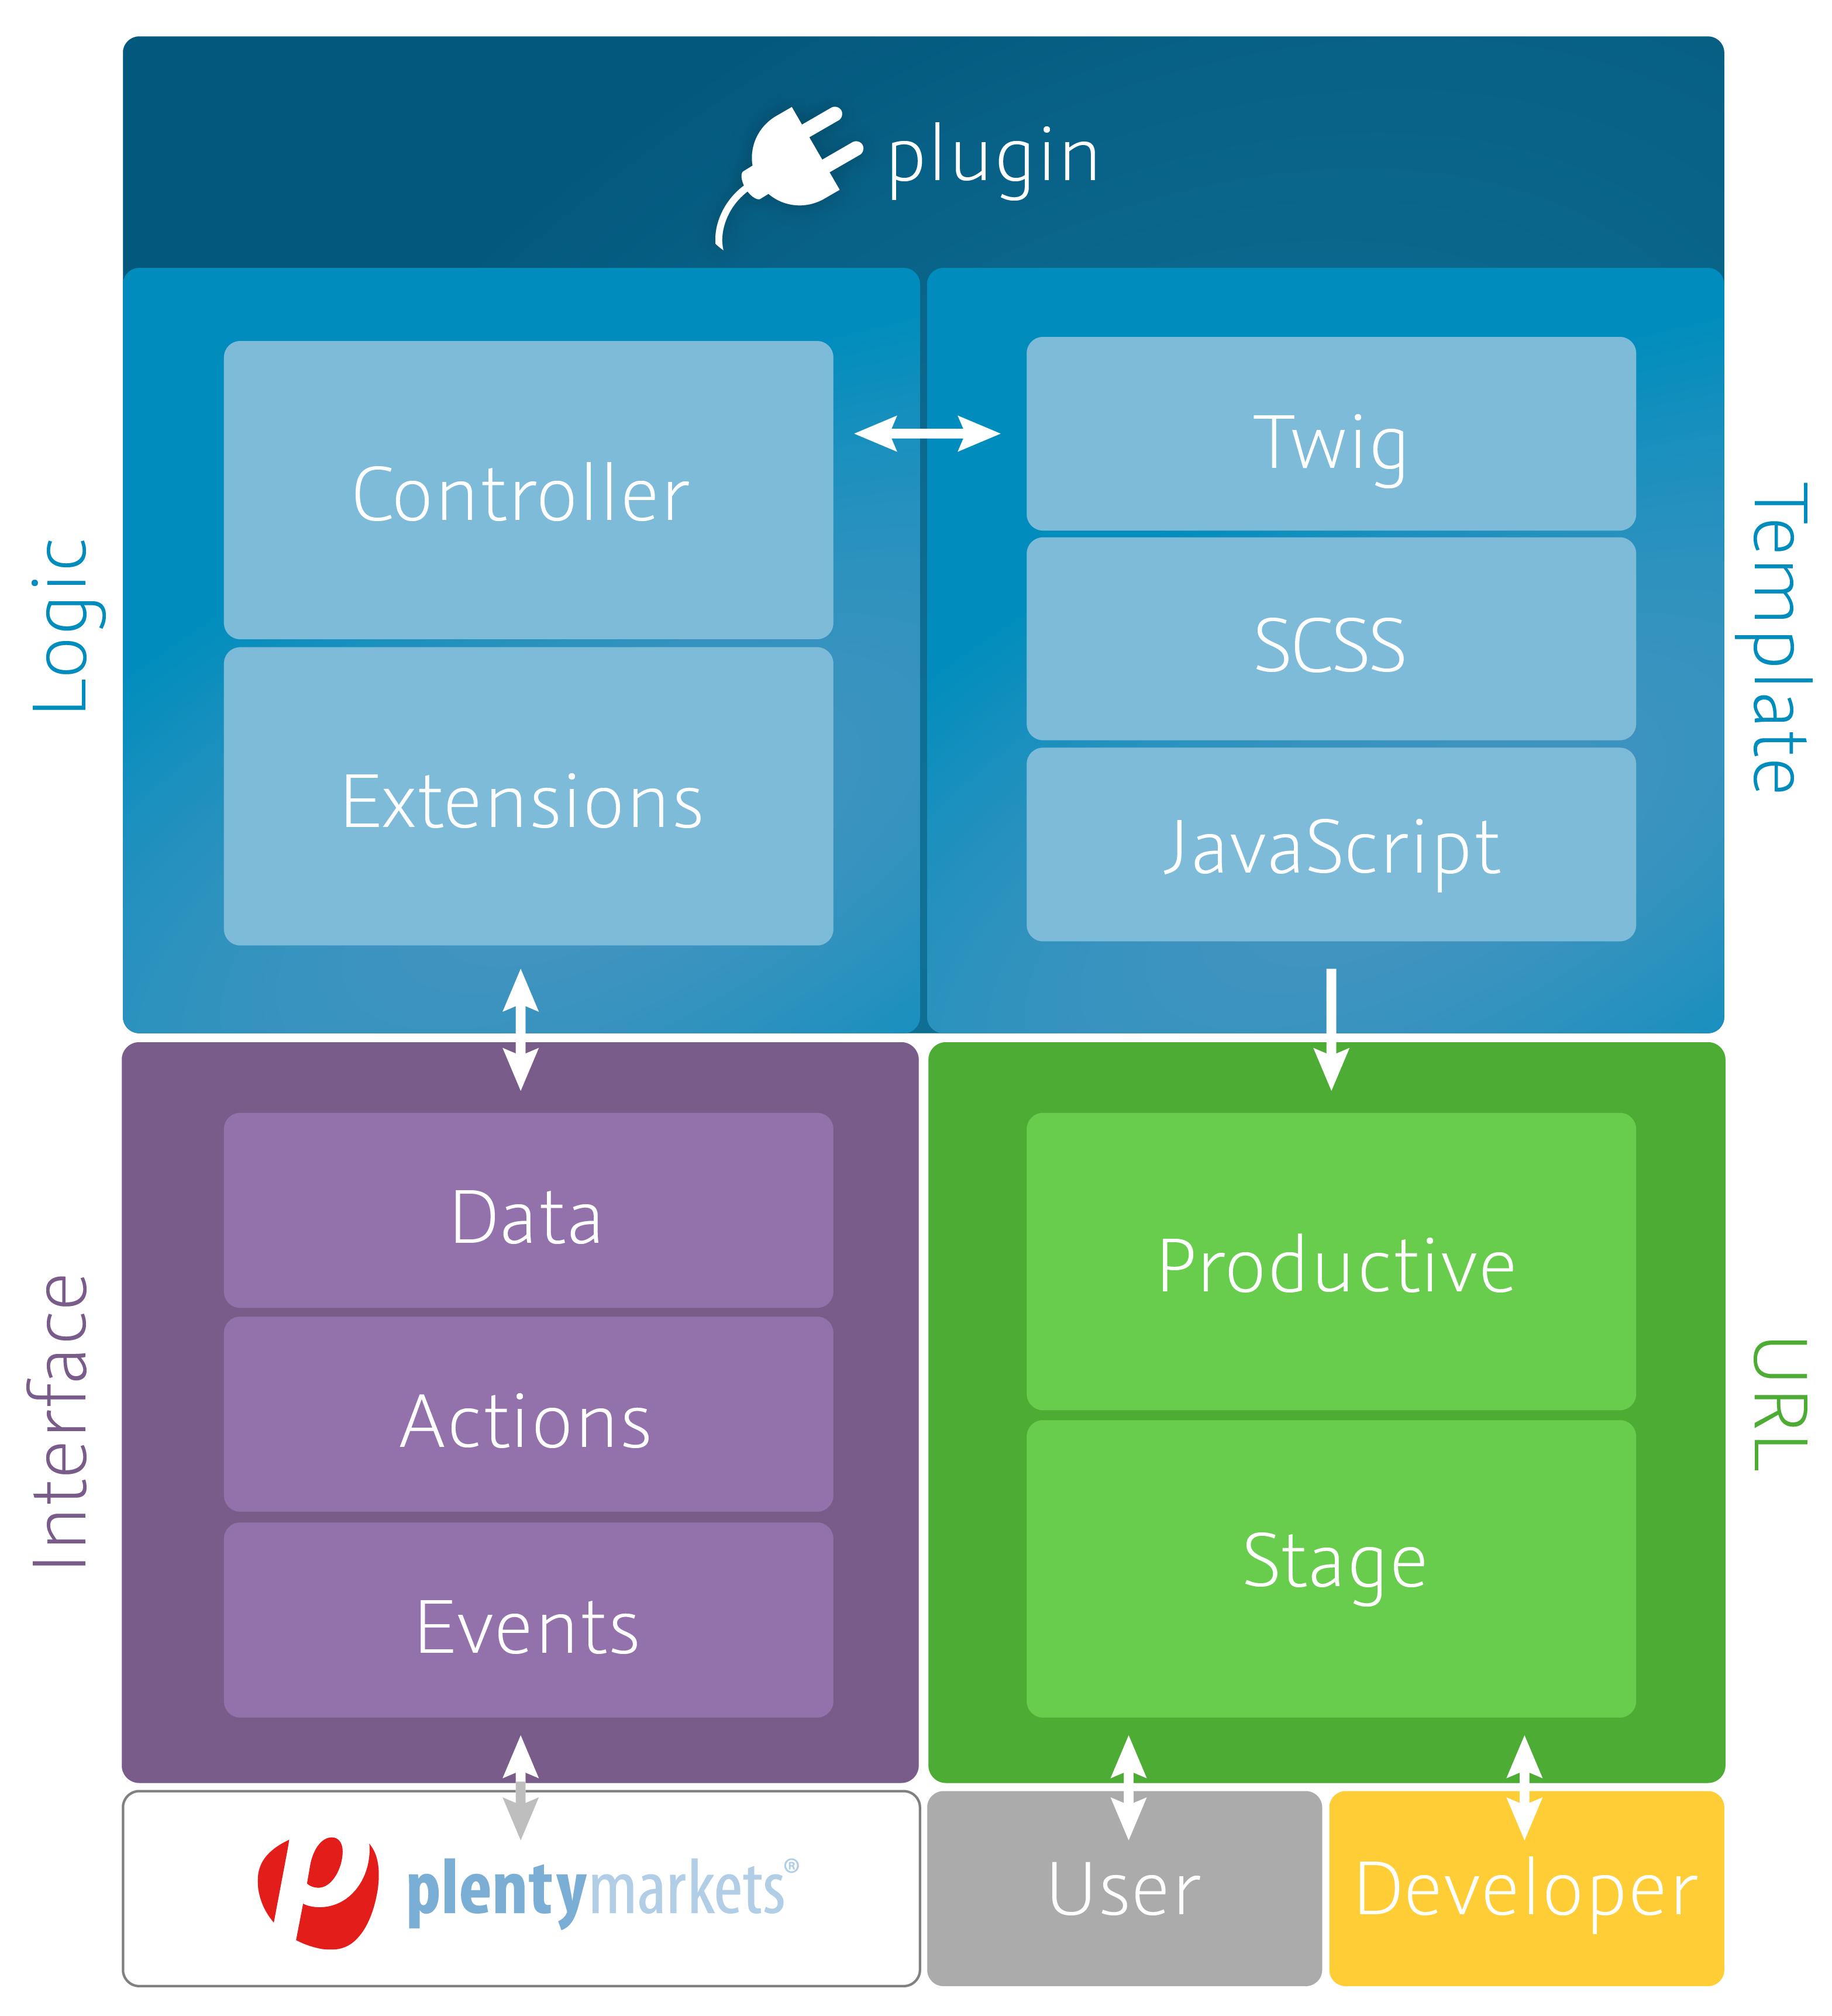 plugin
Logic
Controller
Extensions
Twig
SCSS
JavaScript
Template
Interface
Data
Actions
Events
Productive
Stage
URL
plentymarkets®
User
Developer